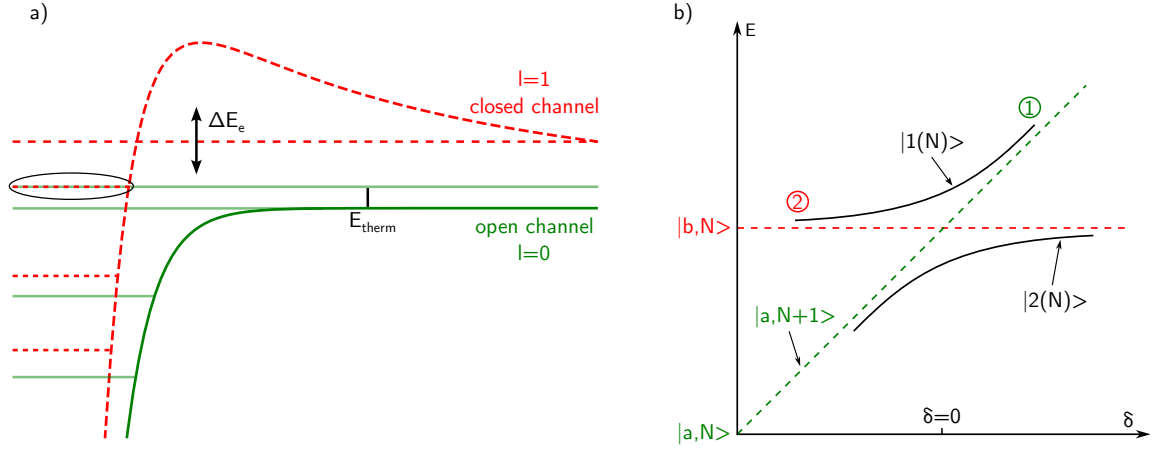 a)
l=1
closed channel
ΔEe
Etherm
open channel
l=0
b)
E
①
|1(N)>
②
|b,N>
|2(N)>
|a,N+1>
|a,N>
δ=0
δ